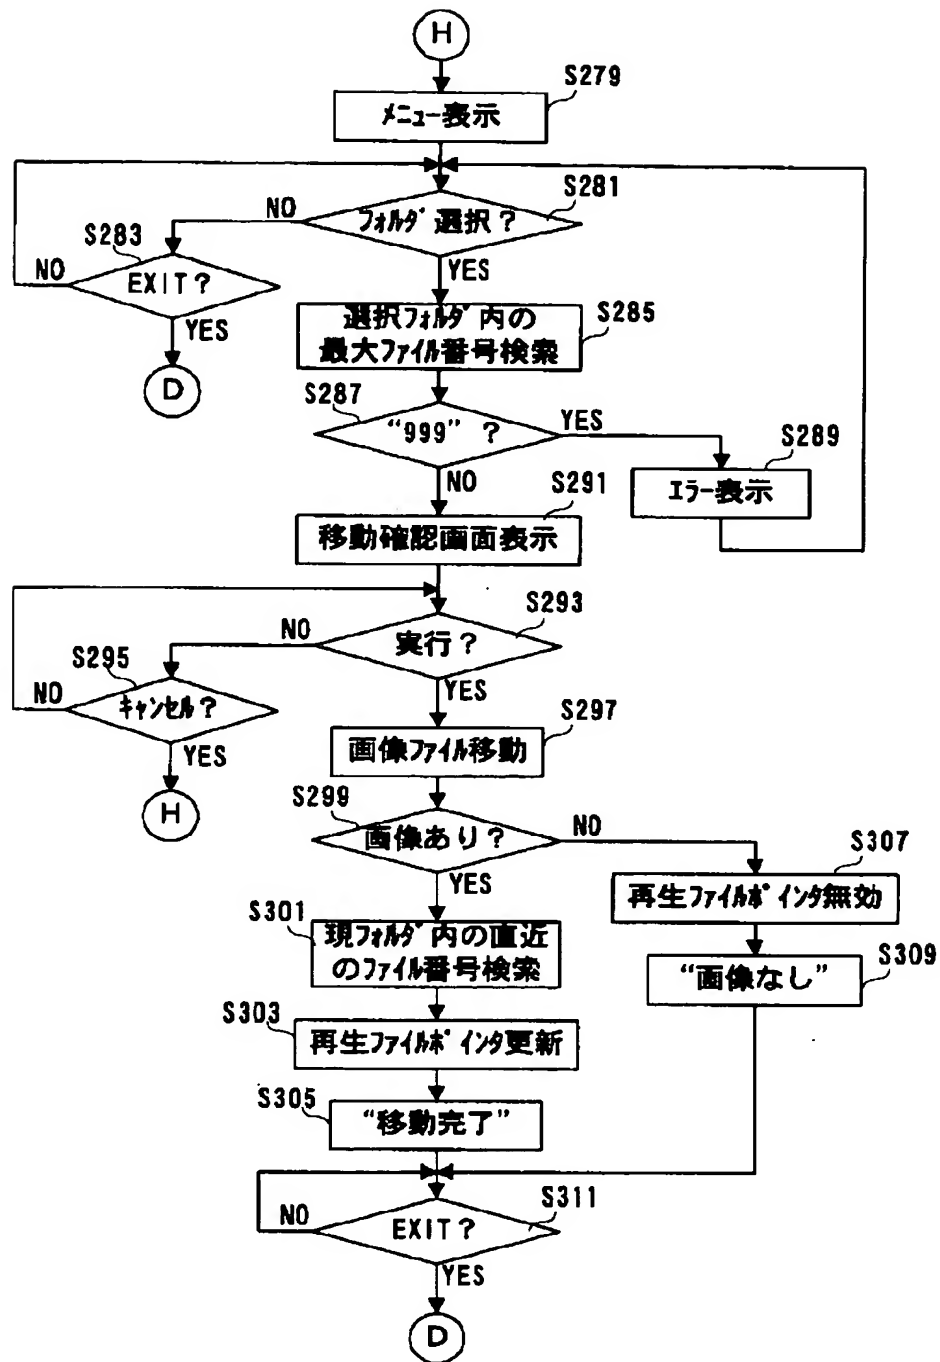 H
S279
メニュー表示
S281
フォルダ選択？
NO
YES
S283
EXIT？
NO
YES
D
S285
選択フォルダ内の
最大ファイル番号検索
S287
“999”？
YES
NO
S289
エラー表示
S291
移動確認画面表示
S293
実行？
NO
YES
S295
キャンセル？
NO
YES
H
S297
画像ファイル移動
S299
画像あり？
NO
YES
S307
再生ファイルポインタ無効
S301
現フォルダ内の直近
のファイル番号検索
S309
“画像なし”
S303
再生ファイルポインタ更新
S305
“移動完了”
S311
EXIT？
NO
YES
D